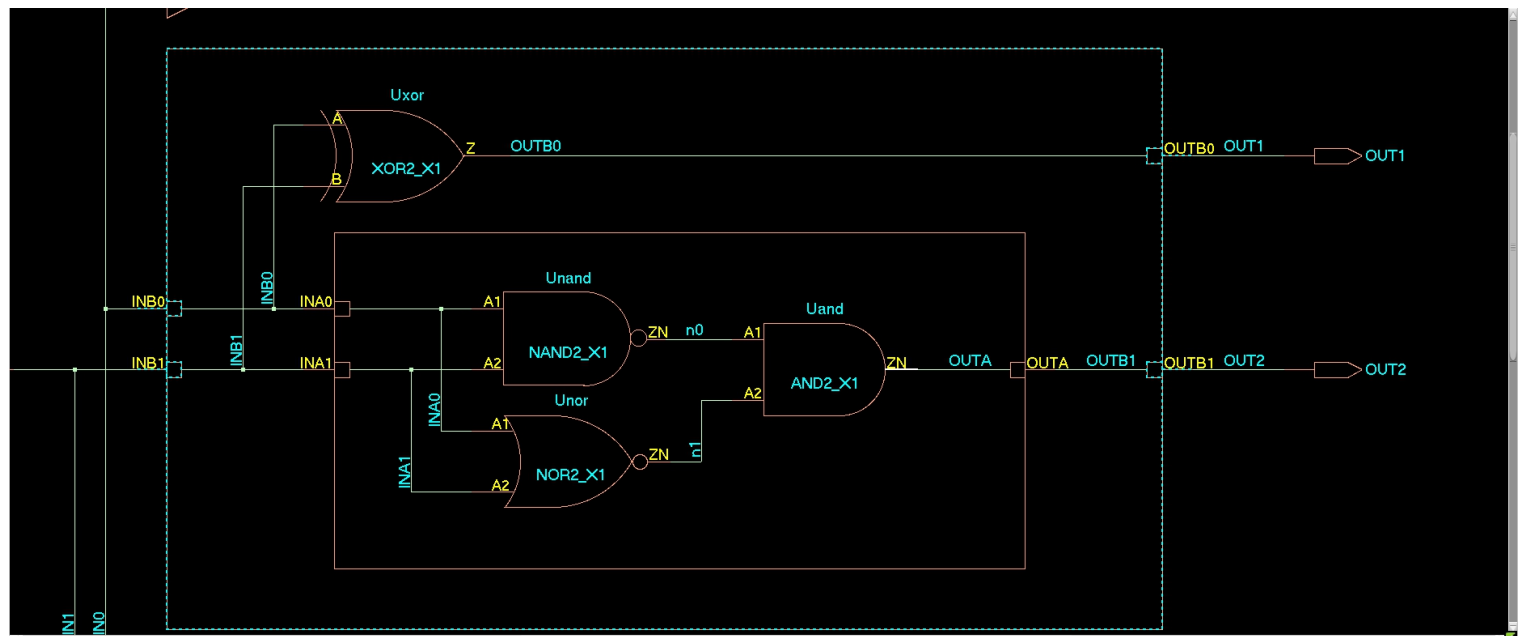 Uxor
A
Z
OUTB0
OUTB0
OUT1
OUT1
XOR2_X1
B
Unand
INB0
INB0
INA0
A1
Uand
ZN
n0
A1
INB1
INB1
INA1
A2
NAND2_X1
ZN
OUTA
OUTA
OUTB1
OUTB1
OUT2
OUT2
AND2_X1
A2
Unor
INA0
A1
ZN
n1
INA1
A2
NOR2_X1
IN1
IN0